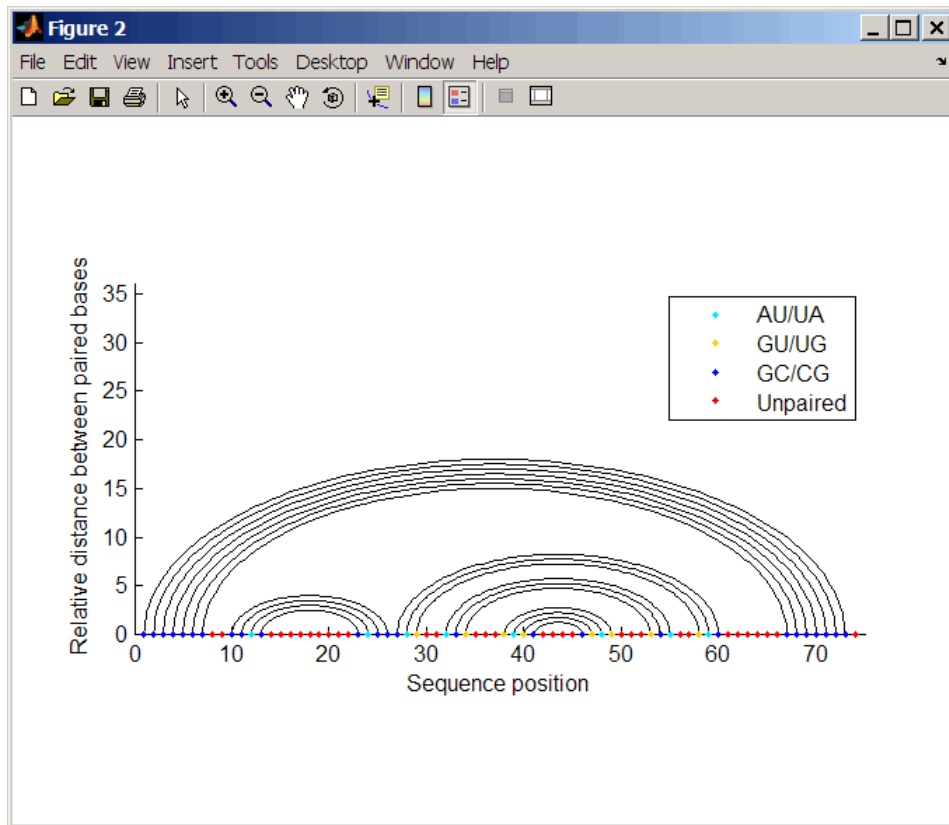 Figure 2
File Edit View Insert Tools Desktop Window Help
Relative distance between paired bases
35
30
25
20
15
10
5
0
AU/UA
GU/UG
GC/CG
Unpaired
0 10 20 30 40 50 60 70
Sequence position